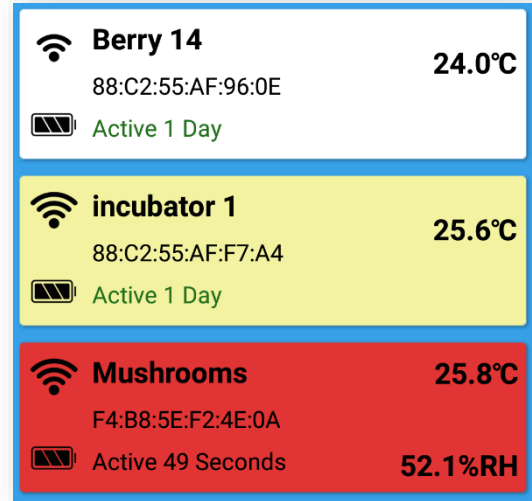 Berry 14
24.0°C
88:C2:55:AF:96:0E
Active 1 Day
incubator 1
25.6°C
88:C2:55:AF:F7:A4
Active 1 Day
Mushrooms
25.8°C
F4:B8:5E:F2:4E:0A
Active 49 Seconds
52.1%RH